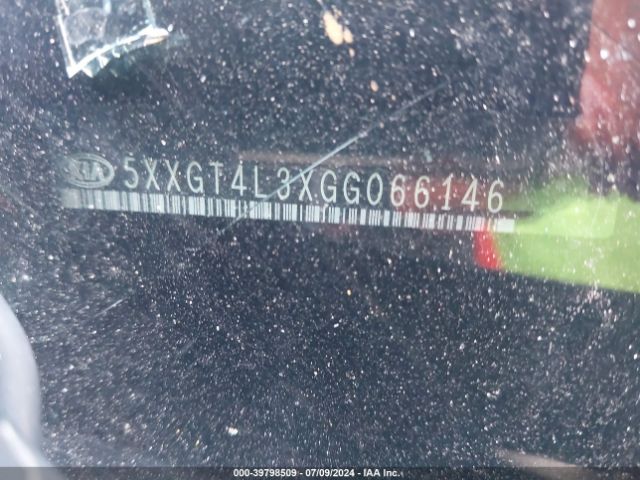 KIA 5XXGT4L3XGG066146
000-39798509 - 07/09/2024 - IAA Inc.